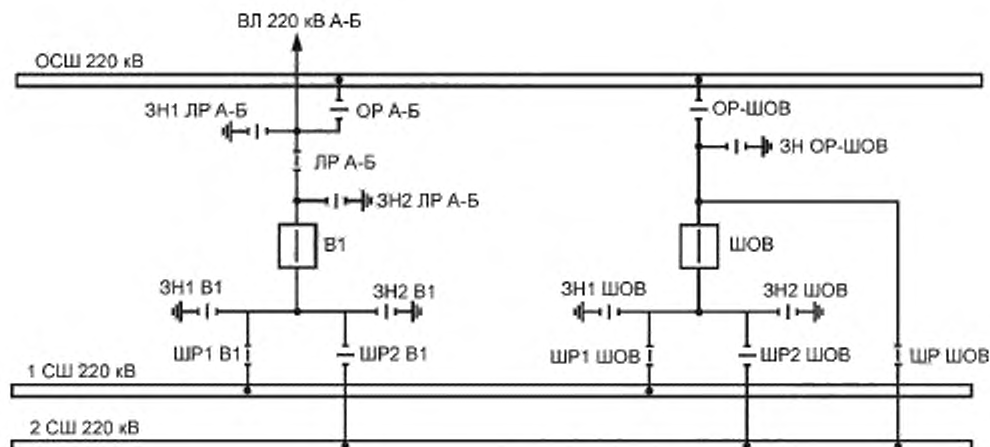 ВЛ 220 кВ А-Б
ОСШ 220 кВ
ЗН1 ЛР А-Б
ОР А-Б
ОР-ШОВ
ЗН ОР-ШОВ
ЛР А-Б
ЗН2 ЛР А-Б
В1
ШОВ
ЗН1 В1
ЗН2 В1
ЗН1 ШОВ
ЗН2 ШОВ
ШР1 В1
ШР2 В1
ШР1 ШОВ
ШР2 ШОВ
ШР ШОВ
1 СШ 220 кВ
2 СШ 220 кВ